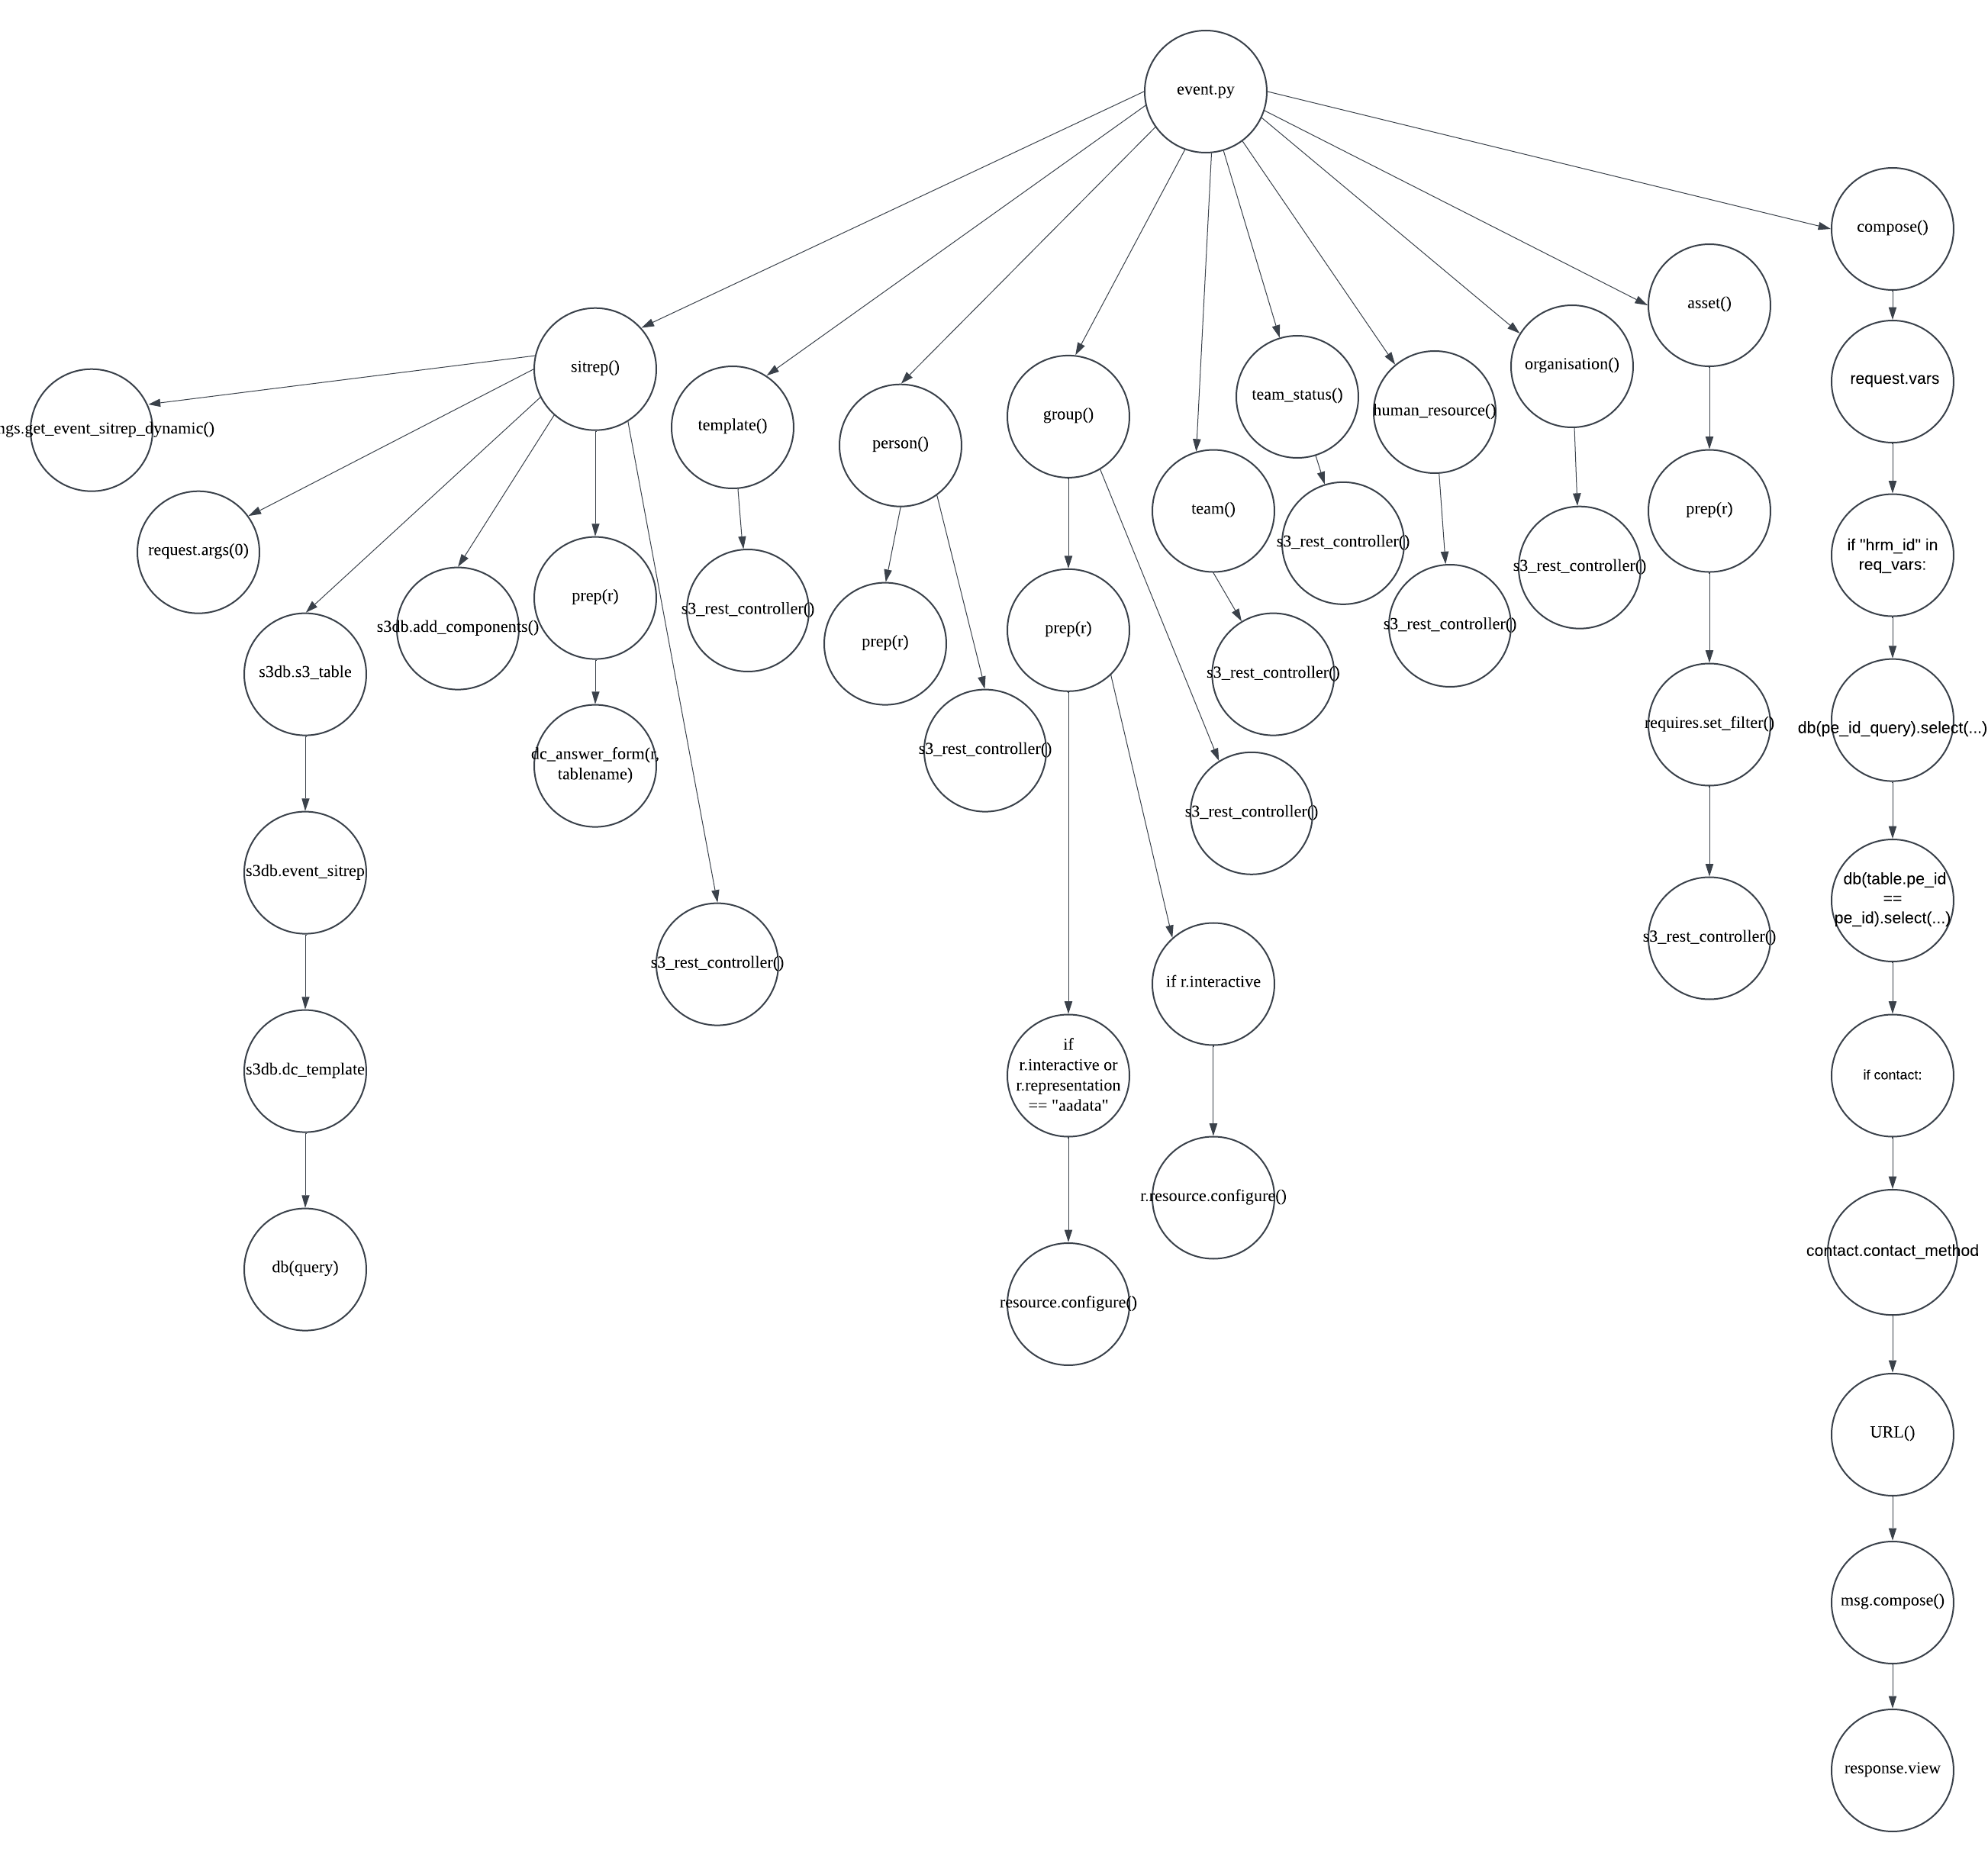 event.py
compose()
asset()
sitrep()
organisation()
request.vars
team_status()
human_resource()
group()
template()
ngs.get_event_sitrep_dynamic()
person()
team()
prep(r)
s3_rest_controller()
request.args(0)
if "hrm_id" in
req_vars:
s3_rest_controller()
prep(r)
s3_rest_controller()
s3_rest_controller()
s3db.add_components()
prep(r)
prep(r)
s3db.s3_table
s3_rest_controller()
requires.set_filter()
db(pe_id_query).select(...)
s3_rest_controller()
dc_answer_form(r,
tablename)
s3_rest_controller()
s3db.event_sitrep
db(table.pe_id
==
pe_id).select(...)
s3_rest_controller()
s3_rest_controller()
if r.interactive
if
r.interactive or
r.representation
== "aadata"
s3db.dc_template
if contact:
r.resource.configure()
contact.contact_method
db(query)
resource.configure()
URL()
msg.compose()
response.view